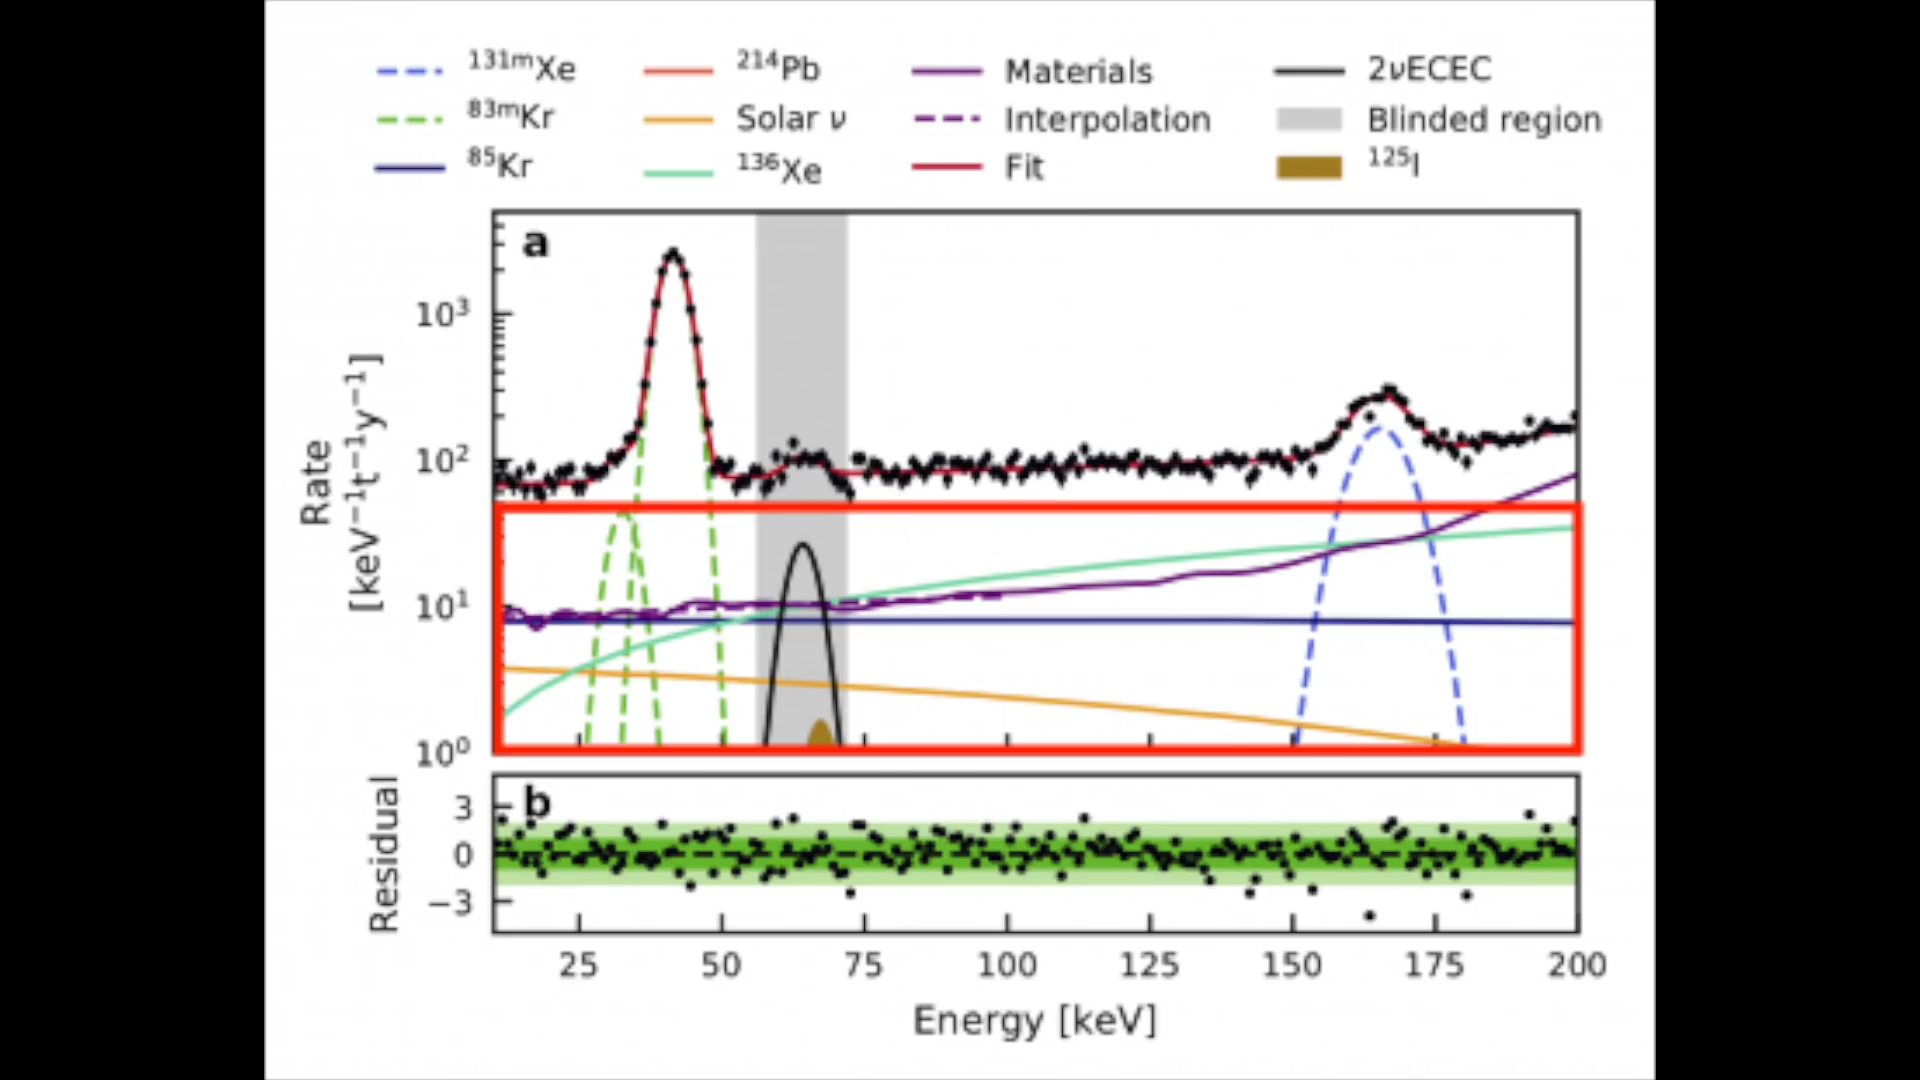 ¹³¹ᵐXe ²¹⁴Pb Materials 2νECEC
⁸³ᵐKr Solar ν Interpolation Blinded region
⁸⁵Kr ¹³⁶Xe Fit ¹²⁵I
a
10³
10²
10¹
10⁰
Rate
[keV⁻¹t⁻¹y⁻¹]
b
3
0
−3
Residual
25 50 75 100 125 150 175 200
Energy [keV]